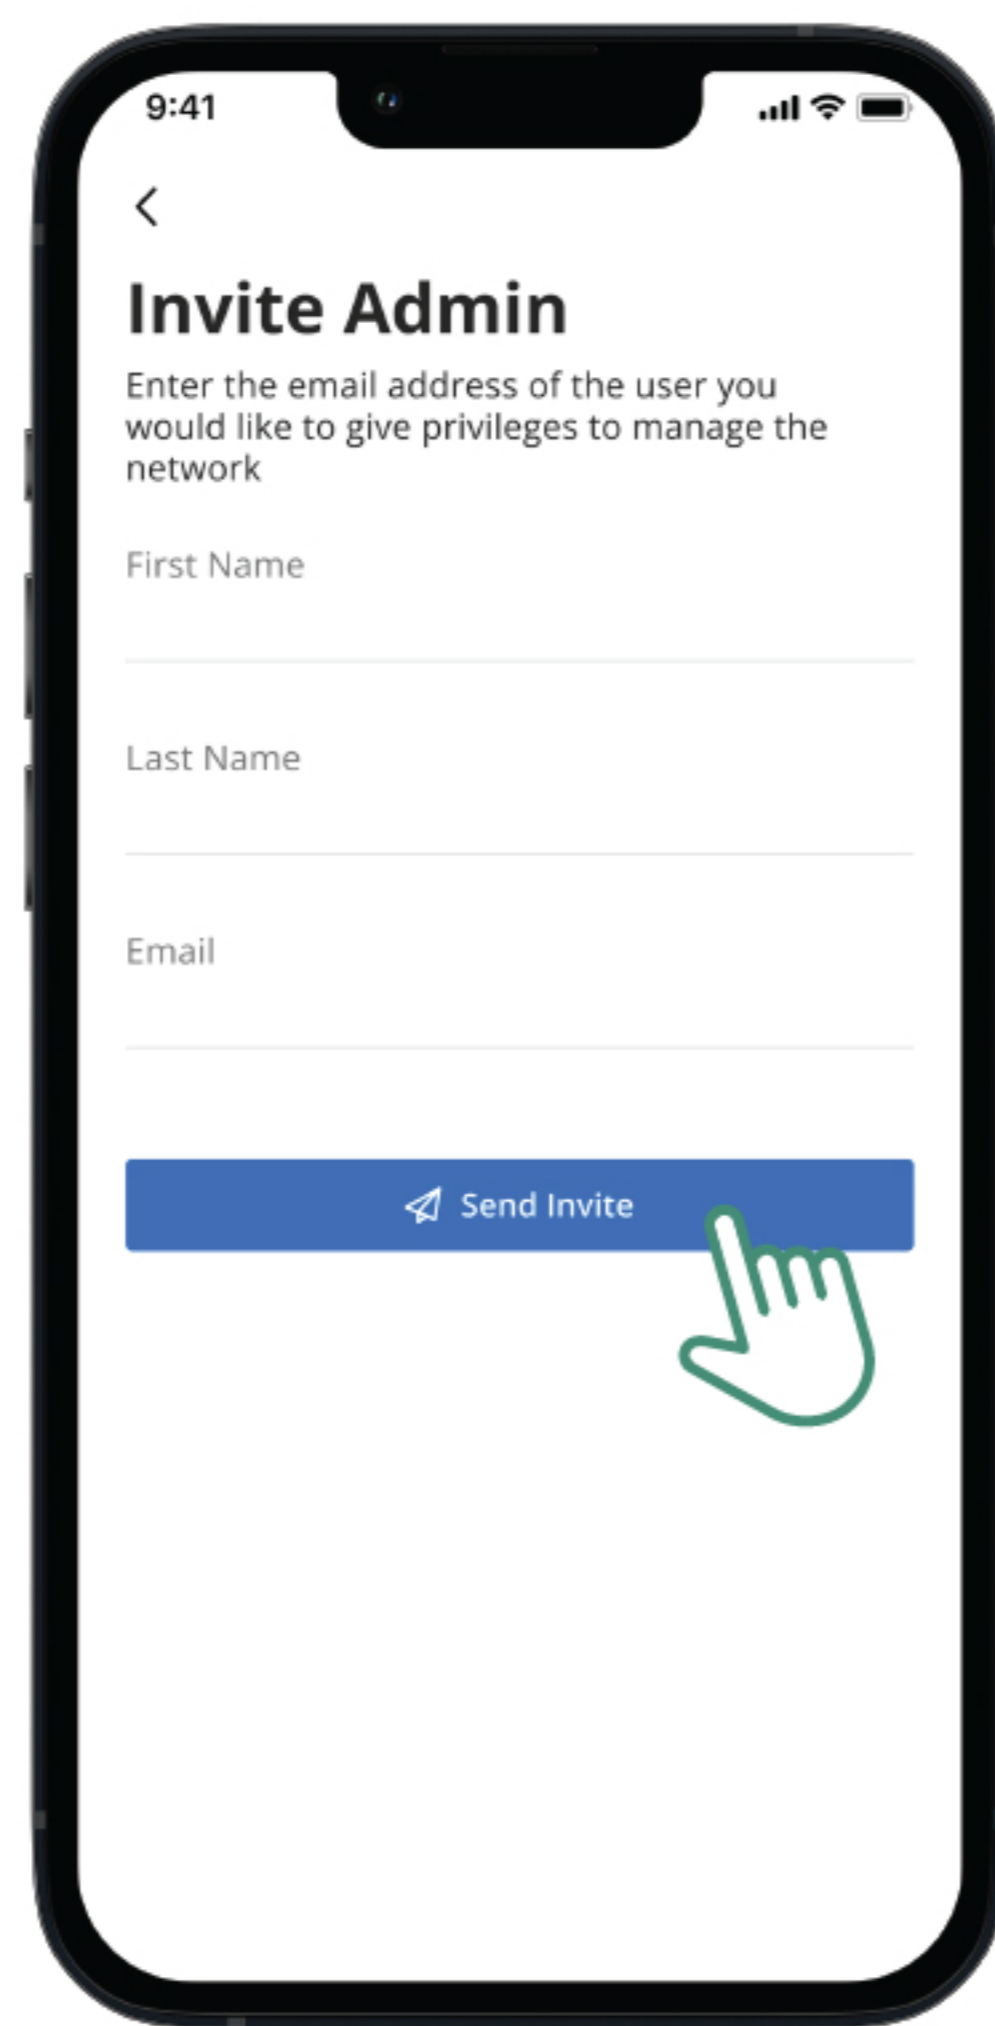 9:41
Invite Admin
Enter the email address of the user you
would like to give privileges to manage the
network
First Name
Last Name
Email
Send Invite